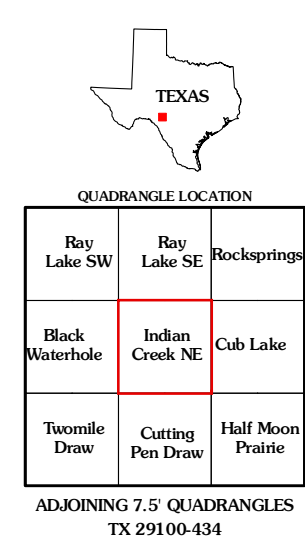 TEXAS
QUADRANGLE LOCATION
Ray
Lake SW
Ray
Lake SE
Rocksprings
Black
Waterhole
Indian
Creek NE
Cub Lake
Twomile
Draw
Cutting
Pen Draw
Half Moon
Prairie
ADJOINING 7.5' QUADRANGLES
TX 29100-434